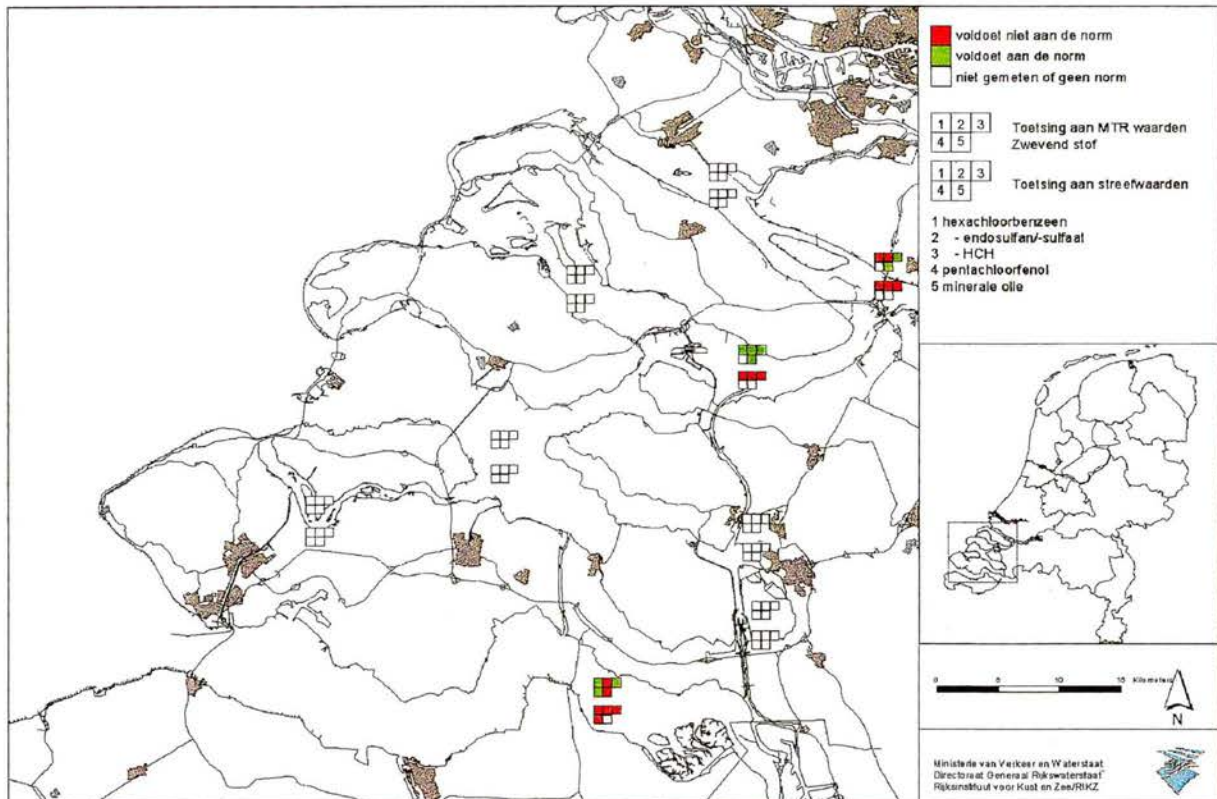 voldoet niet aan de norm
voldoet aan de norm
niet gemeten of geen norm
1 2 3
4 5
Toetsing aan MTR waarden
Zwevend stof
1 2 3
4 5
Toetsing aan streefwaarden
1 hexachloorbenzeen
2 - endosulfan/-sulfaat
3 - HCH
4 pentachloorfenol
5 minerale olie
0 5 10 15 Kilometers
N
Ministerie van Verkeer en Waterstaat
Directoraat Generaal Rijkswaterstaat
Rijksinstituut voor Kust en Zee/RIKZ